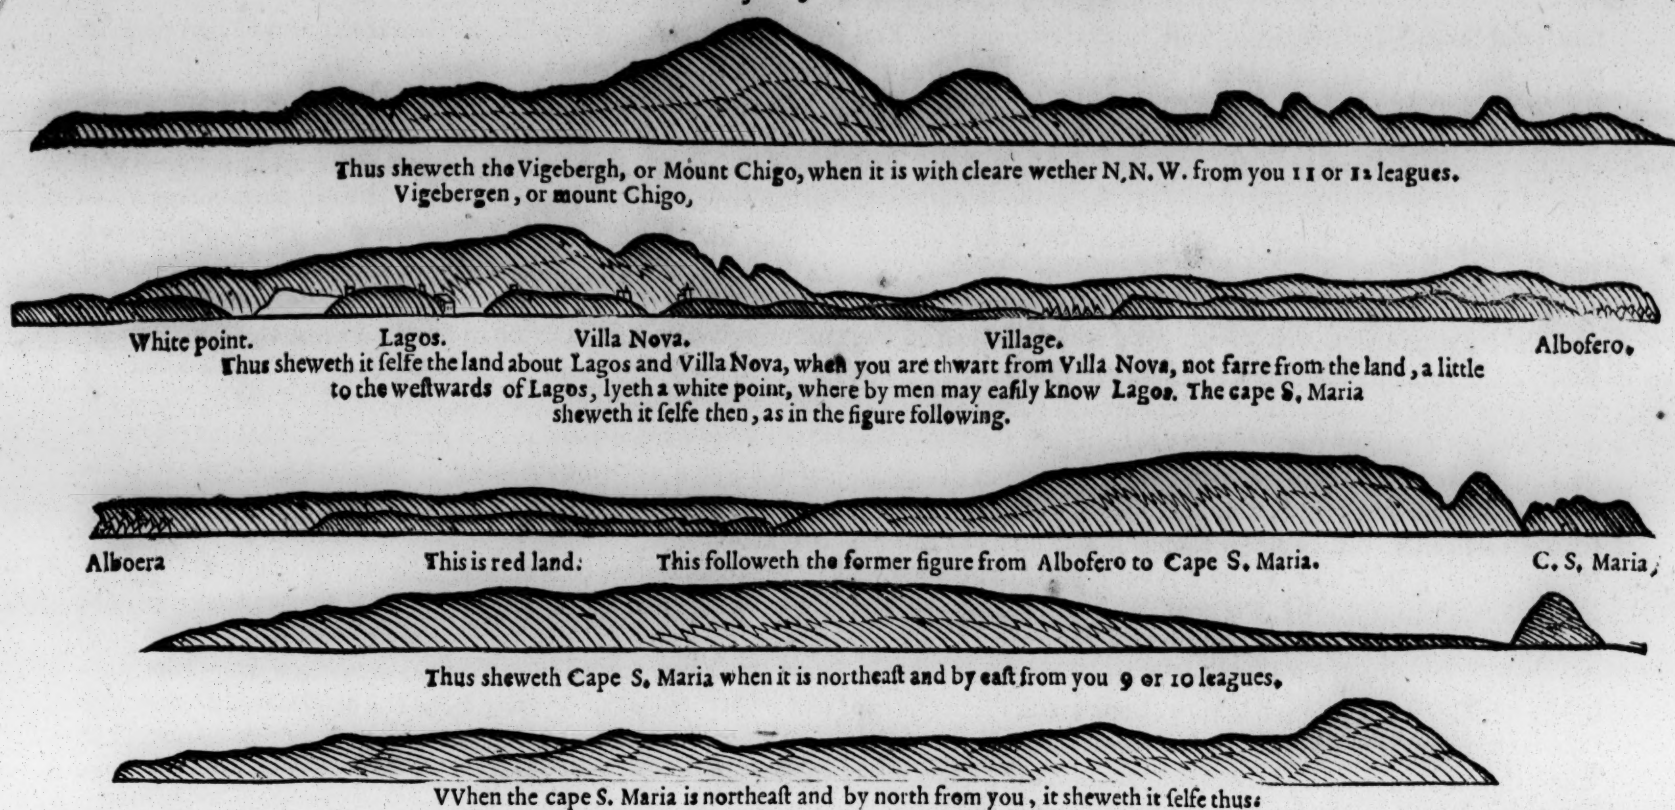 Thus sheweth the Vigebergh, or Mount Chigo, when it is with cleare wether N.N.W. from you 11 or 12 leagues.
Vigebergen, or mount Chigo,
White point. Lagos. Villa Nova. Village. Albofero.
Thus sheweth it ſelfe the land about Lagos and Villa Nova, when you are thwart from Villa Nova, not farre from the land, a little
to the weſtwards of Lagos, lyeth a white point, where by men may eaſily know Lagos. The cape S. Maria
sheweth it ſelfe then, as in the figure following.
Alboera This is red land. This followeth the former figure from Albofero to Cape S. Maria. C. S. Maria,
Thus sheweth Cape S. Maria when it is northeaſt and by eaſt from you 9 or 10 leagues.
VVhen the cape S. Maria is northeaſt and by north from you, it sheweth it ſelfe thus: